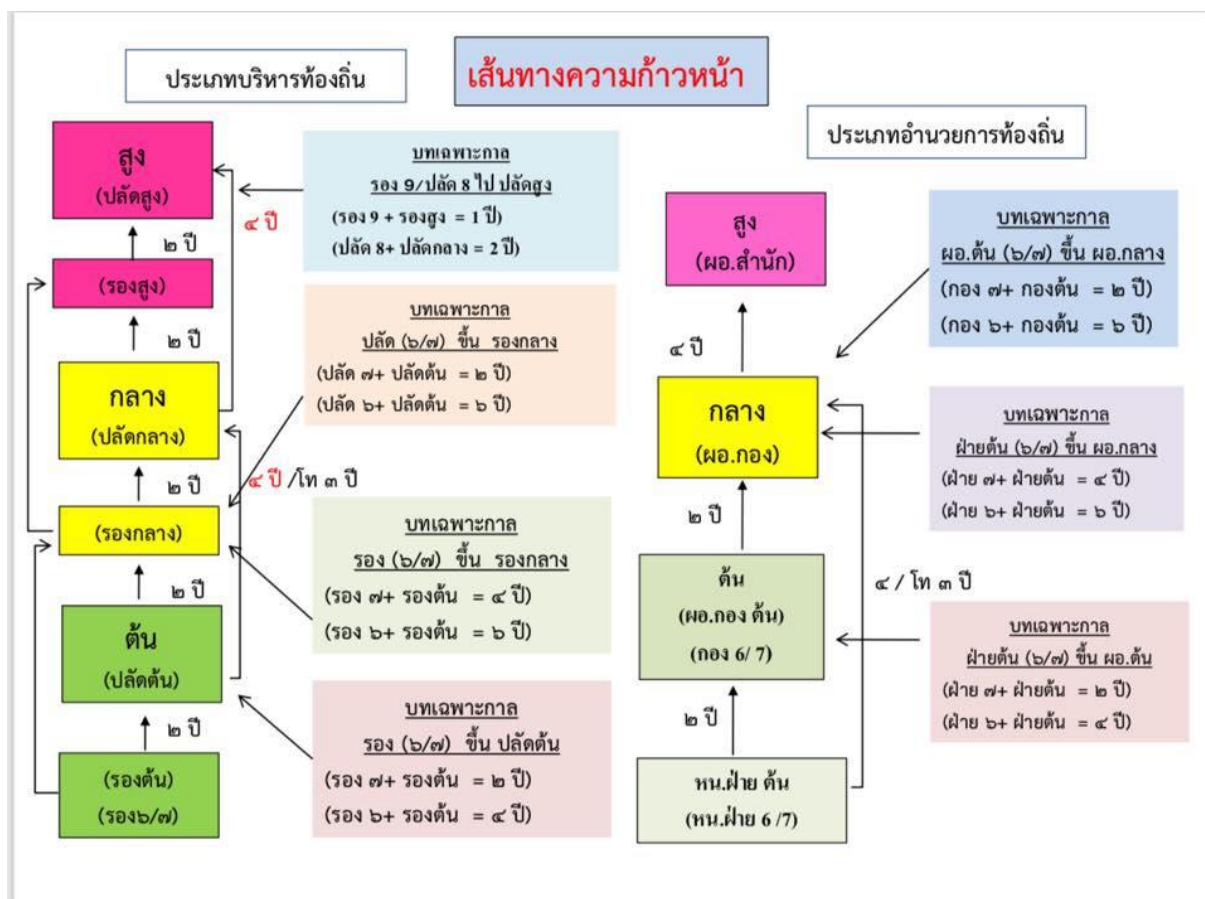 เส้นทางความก้าวหน้า
ประเภทบริหารท้องถิ่น
สูง
(ปลัดสูง)
๒ ปี
๔ ปี
(รองสูง)
๒ ปี
กลาง
(ปลัดกลาง)
๒ ปี
๔ ปี /โท ๓ ปี
(รองกลาง)
๒ ปี
ต้น
(ปลัดต้น)
๒ ปี
(รองต้น)
(รอง๖/๗)
บทเฉพาะกาล
รอง 9/ปลัด 8 ไป ปลัดสูง
(รอง 9 + รองสูง = 1 ปี)
(ปลัด 8+ ปลัดกลาง = 2 ปี)
บทเฉพาะกาล
ปลัด (๖/๗) ขึ้น รองกลาง
(ปลัด ๗+ ปลัดต้น = ๒ ปี)
(ปลัด ๖+ ปลัดต้น = ๖ ปี)
บทเฉพาะกาล
รอง (๖/๗) ขึ้น รองกลาง
(รอง ๗+ รองต้น = ๔ ปี)
(รอง ๖+ รองต้น = ๖ ปี)
บทเฉพาะกาล
รอง (๖/๗) ขึ้น ปลัดต้น
(รอง ๗+ รองต้น = ๒ ปี)
(รอง ๖+ รองต้น = ๔ ปี)
ประเภทอำนวยการท้องถิ่น
สูง
(ผอ.สำนัก)
๔ ปี
กลาง
(ผอ.กอง)
๒ ปี
ต้น
(ผอ.กอง ต้น)
(กอง 6/ 7)
๔ / โท ๓ ปี
๒ ปี
หน.ฝ่าย ต้น
(หน.ฝ่าย 6 /7)
บทเฉพาะกาล
ผอ.ต้น (๖/๗) ขึ้น ผอ.กลาง
(กอง ๗+ กองต้น = ๒ ปี)
(กอง ๖+ กองต้น = ๖ ปี)
บทเฉพาะกาล
ฝ่ายต้น (๖/๗) ขึ้น ผอ.กลาง
(ฝ่าย ๗+ ฝ่ายต้น = ๔ ปี)
(ฝ่าย ๖+ ฝ่ายต้น = ๖ ปี)
บทเฉพาะกาล
ฝ่ายต้น (๖/๗) ขึ้น ผอ.ต้น
(ฝ่าย ๗+ ฝ่ายต้น = ๒ ปี)
(ฝ่าย ๖+ ฝ่ายต้น = ๔ ปี)